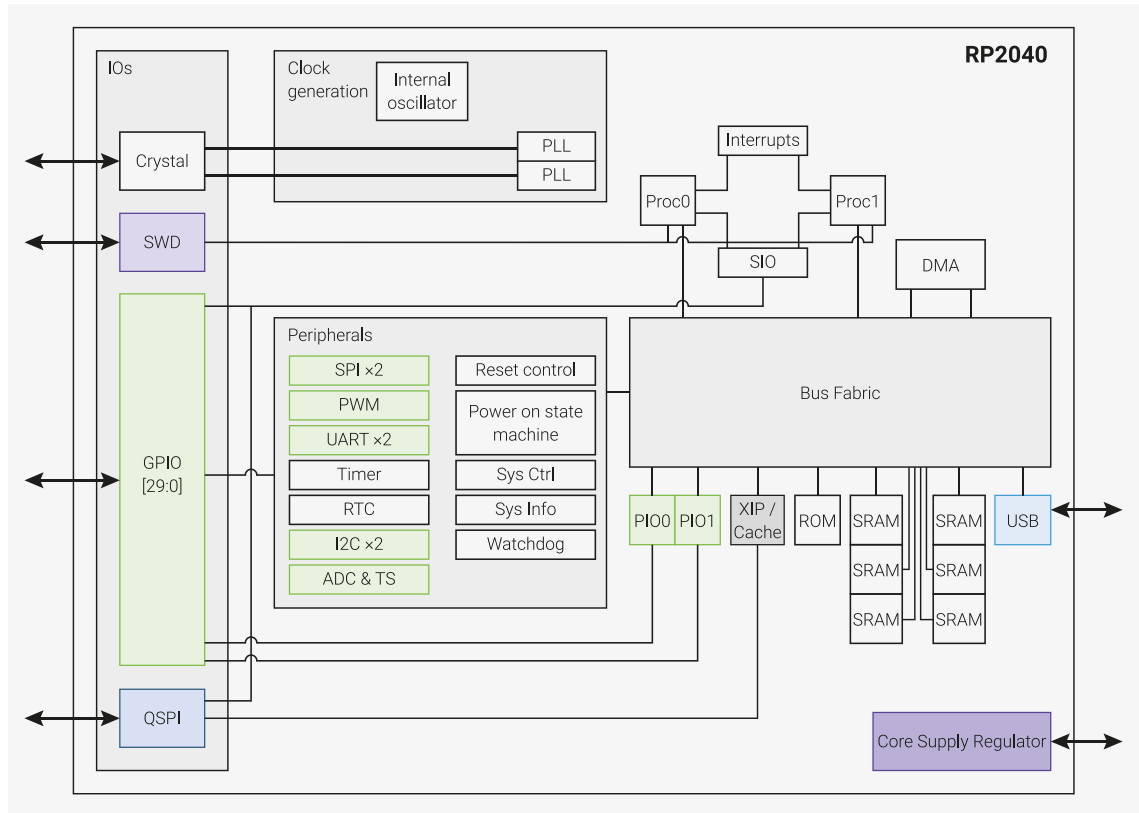 RP2040
IOs
Clock
generation
Internal
oscillator
Crystal
PLL
PLL
Interrupts
Proc0
Proc1
SWD
SIO
DMA
Peripherals
SPI ×2
Reset control
PWM
Power on state
machine
UART ×2
Timer
Sys Ctrl
RTC
Sys Info
I2C ×2
Watchdog
ADC & TS
GPIO
[29:0]
Bus Fabric
PIO0
PIO1
XIP /
Cache
ROM
SRAM
SRAM
USB
SRAM
SRAM
SRAM
SRAM
QSPI
Core Supply Regulator